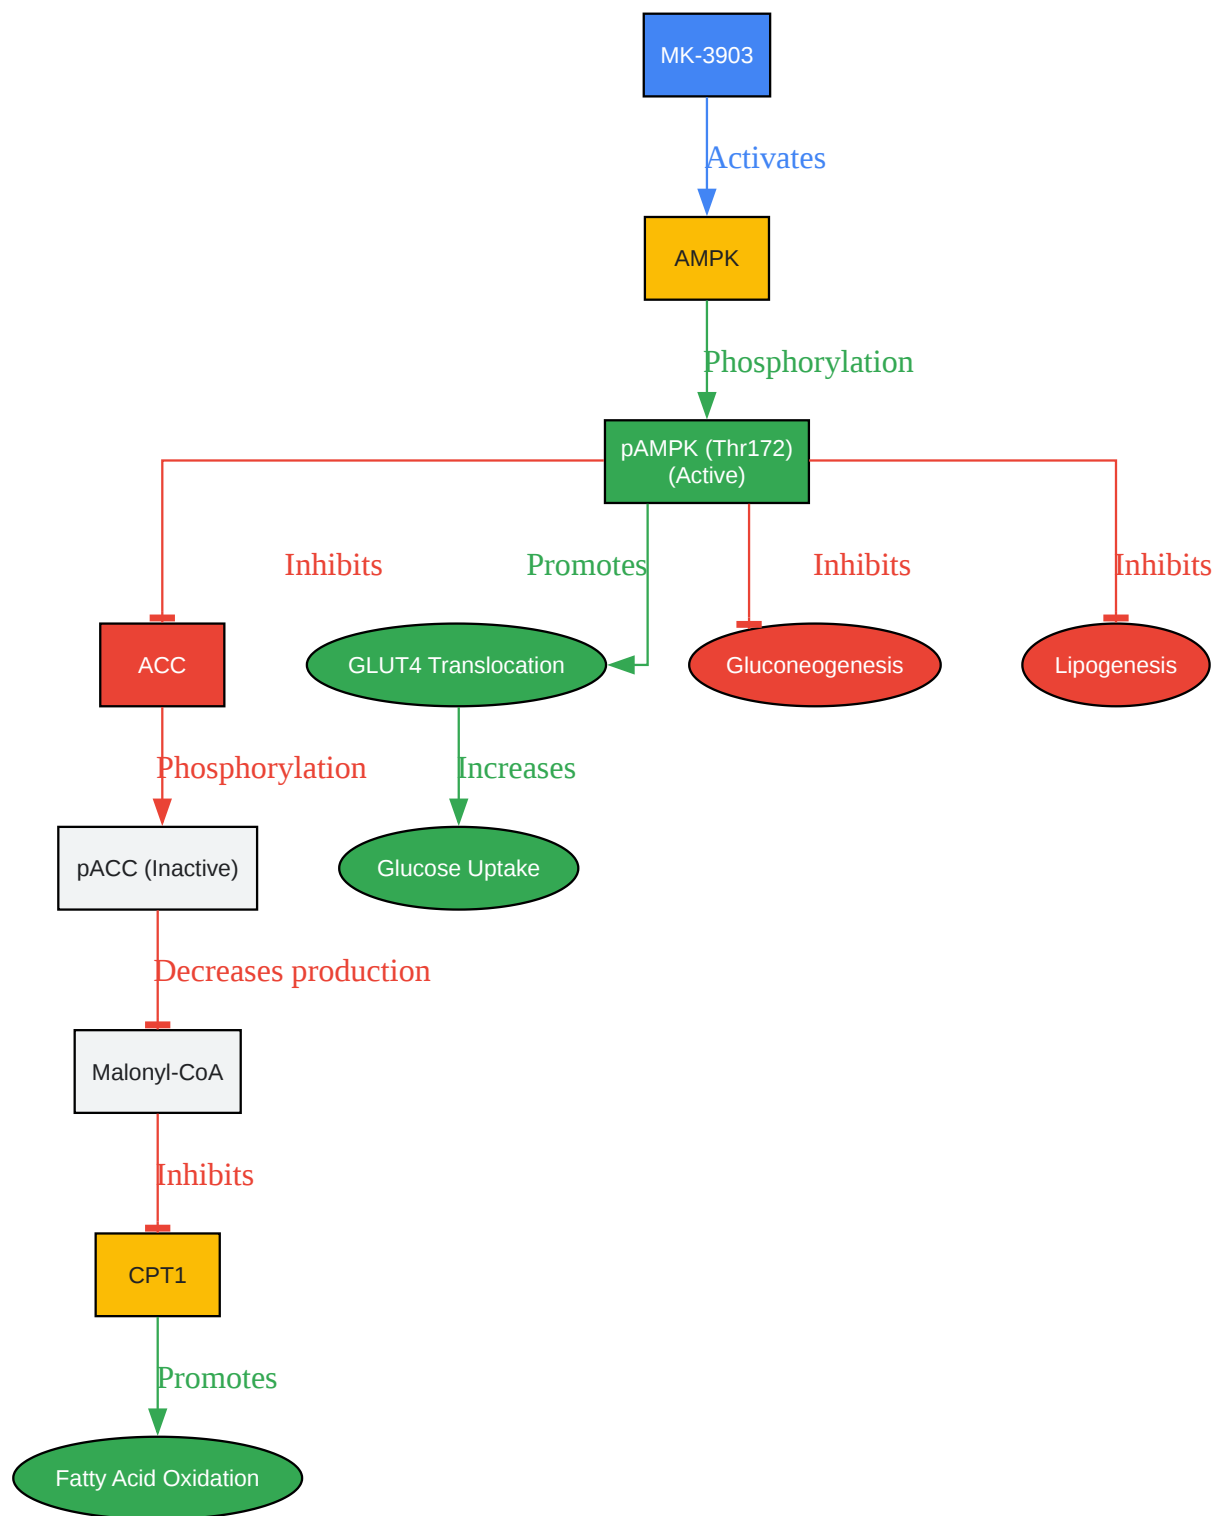 MK-3903
Activates
AMPK
Phosphorylation
pAMPK (Thr172)
(Active)
Inhibits
Promotes
Inhibits
Inhibits
ACC
GLUT4 Translocation
Gluconeogenesis
Lipogenesis
Phosphorylation
Increases
pACC (Inactive)
Glucose Uptake
Decreases production
Malonyl-CoA
Inhibits
CPT1
Promotes
Fatty Acid Oxidation